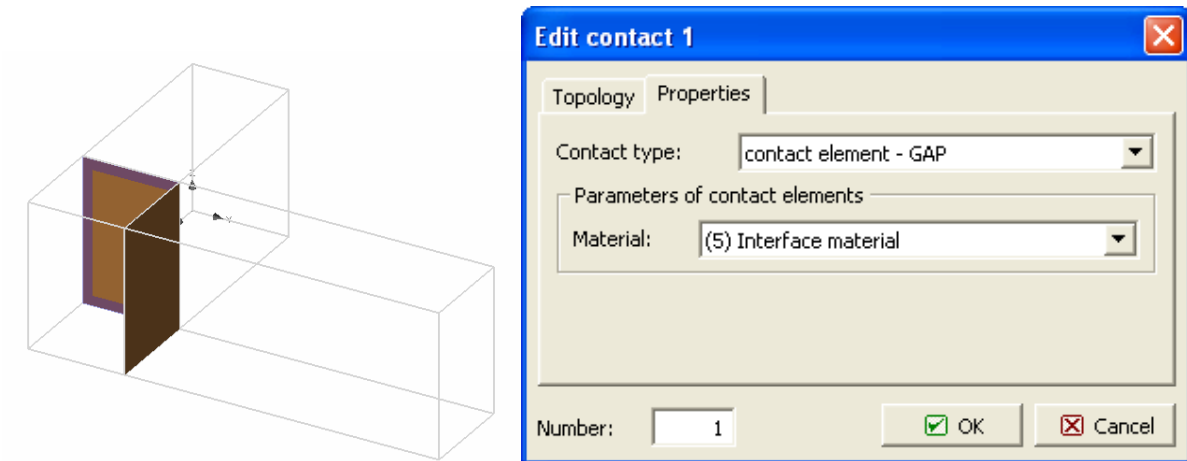 Edit contact 1
Topology Properties
Contact type: contact element - GAP
Parameters of contact elements
Material: (5) Interface material
Number: 1 OK Cancel
Z
Y